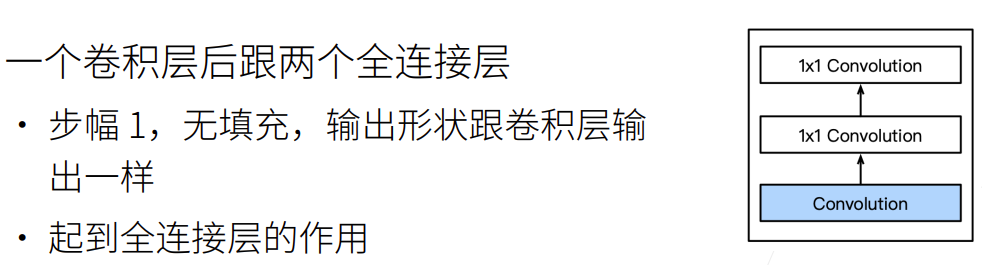 一个卷积层后跟两个全连接层
• 步幅 1，无填充，输出形状跟卷积层输
出一样
• 起到全连接层的作用
1x1 Convolution
1x1 Convolution
Convolution